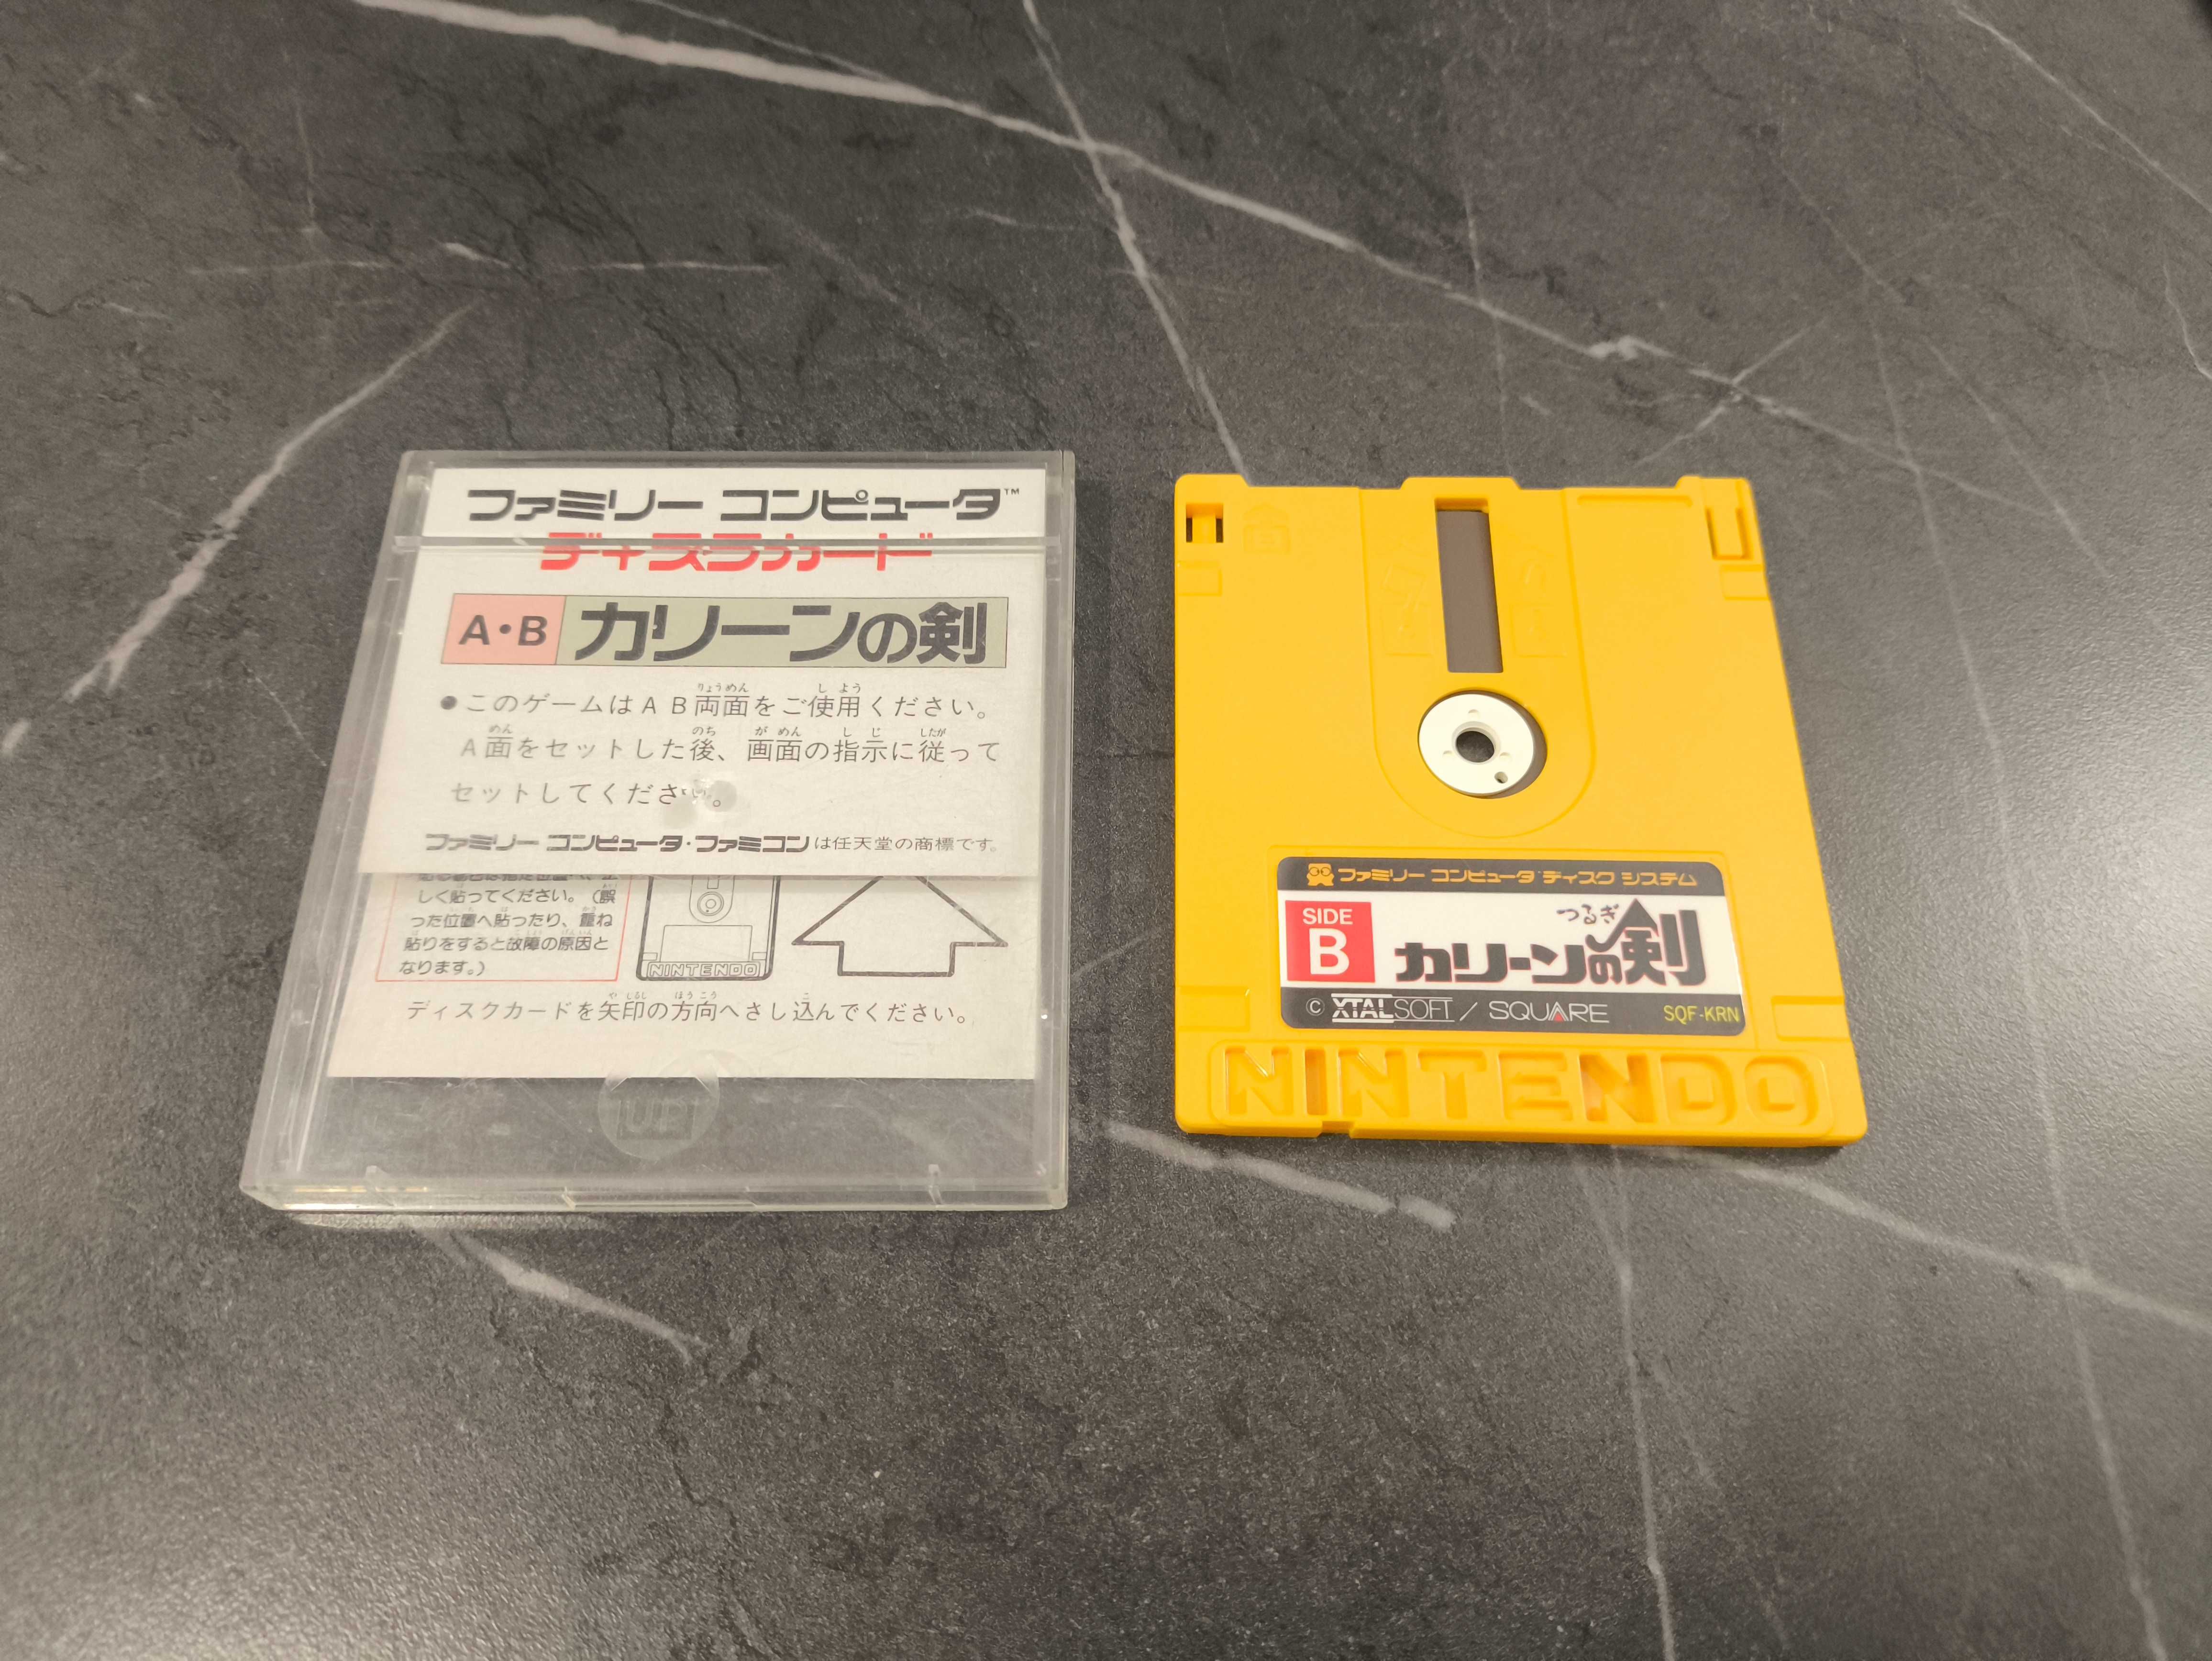 ファミリー コンピュータ™
ディスクカード
A・B カリーンの剣
●このゲームはAB両面をご使用ください。
A面をセットした後、画面の指示に従って
セットしてくださ。
ファミリー コンピュータ・ファミコンは任天堂の商標です。
しく貼ってください。(誤
った位置へ貼ったり、重ね
貼りをすると故障の原因と
なります。)
NINTENDO
ディスクカードを矢印の方向へさし込んでください。
ファミリー コンピュータ ディスク システム
SIDE
B
つるぎ
カリーンの剣
© XTALSOFT / SQUARE SQF-KRN
NINTENDO